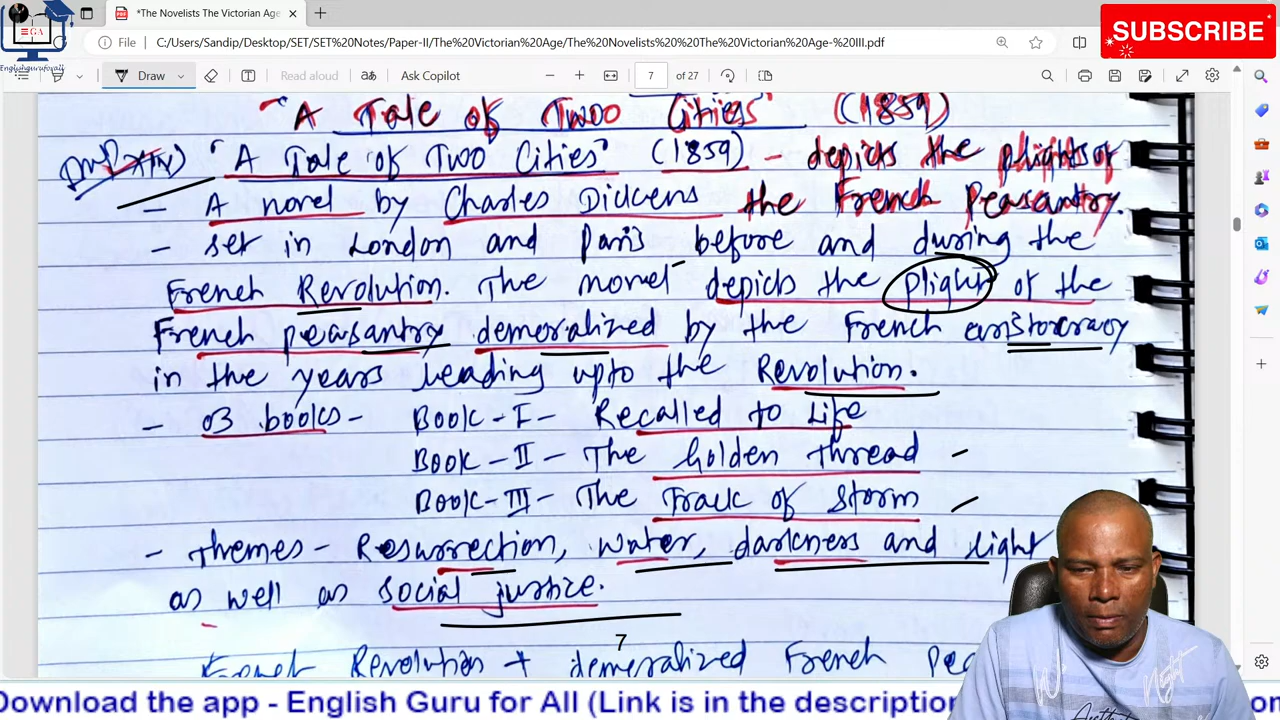 *The Novelists The Victorian Age
EGA
Englishguruforall
File C:/Users/Sandip/Desktop/SET/SET%20Notes/Paper-II/The%20Victorian%20Age/The%20Novelists%20%20The%20Victorian%20Age-%20III.pdf
SUBSCRIBE
Draw Read aloud Ask Copilot 7 of 27
"A Tale of Two Cities" (1859)
"A Tale of Two Cities" (1859) - depicts the plights of
- A novel by Charles Dickens the French Peasantry.
- set in London and Paris before and during the
French Revolution. The novel depicts the plight of the
French peasantry demeralized by the French aristocracy
in the years leading upto the Revolution.
- 03 books - Book-I- Recalled to Life
Book-II- The Golden thread
Book-III- The Track of Storm
- Themes - Resurrection, water, darkness and light
as well as social justice.
7
French Revolution + demeralized French
Download the app - English Guru for All (Link is in the description